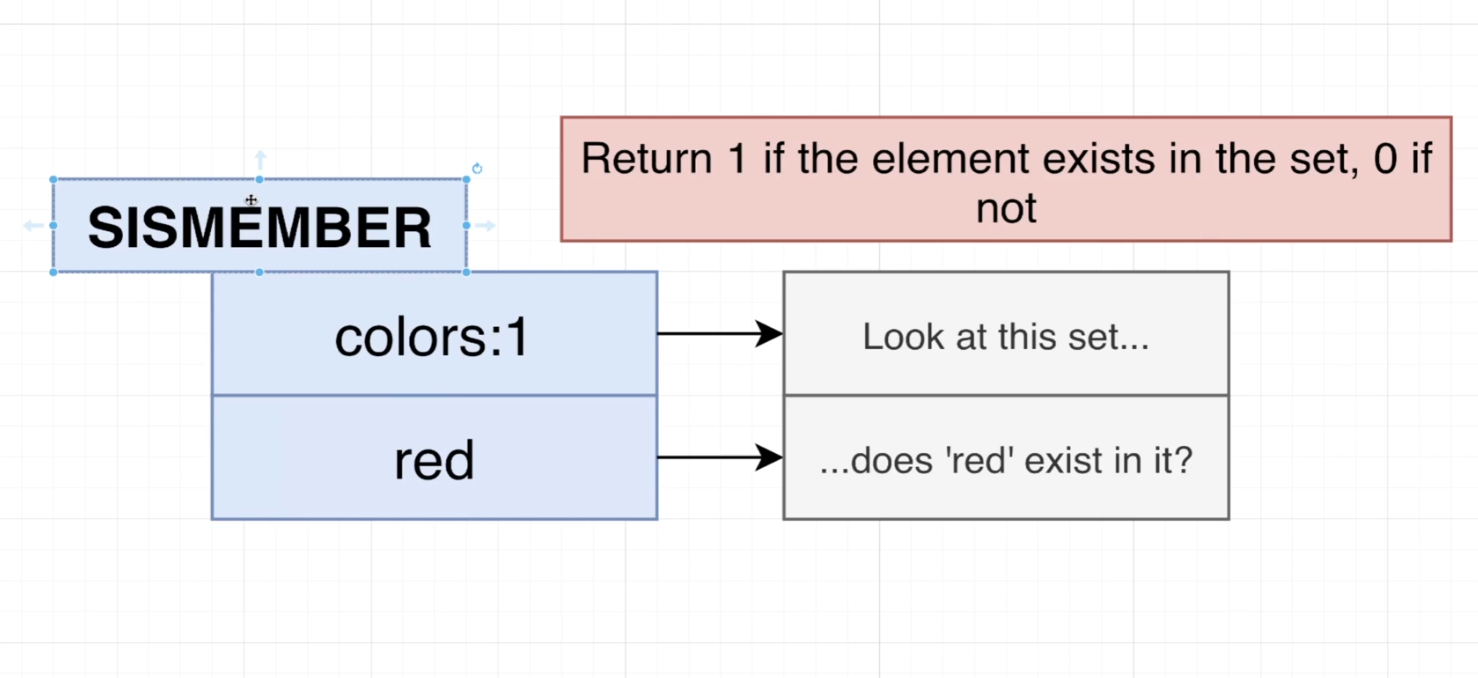 Return 1 if the element exists in the set, 0 if
not
SISMEMBER
colors:1
Look at this set...
red
...does 'red' exist in it?